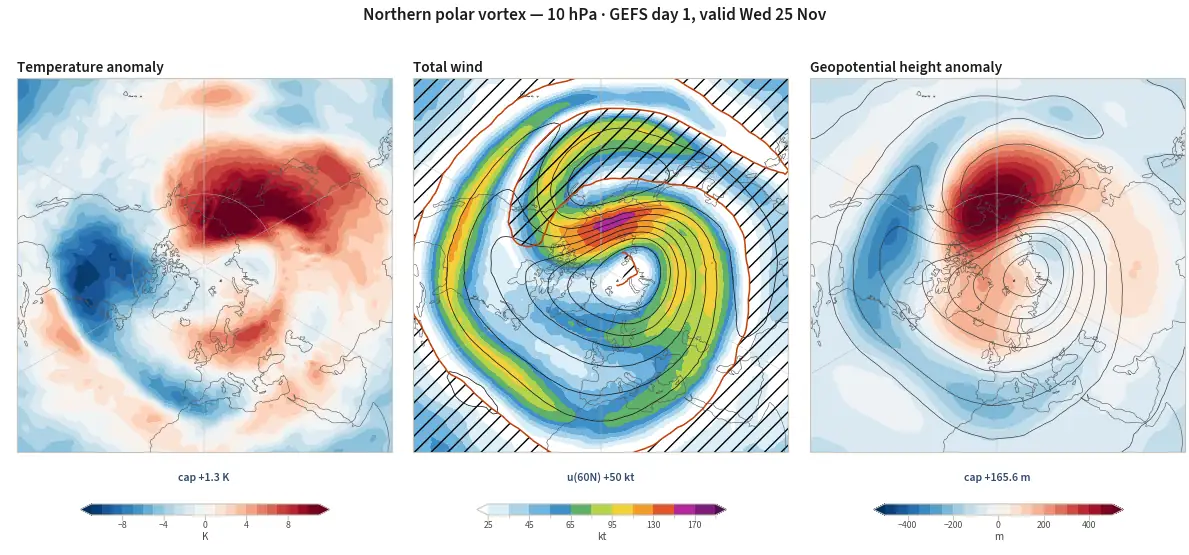 Northern polar vortex — 10 hPa · GEFS day 1, valid Wed 25 Nov
Temperature anomaly
Total wind
Geopotential height anomaly
cap +1.3 K
u(60N) +50 kt
cap +165.6 m
−8 −4 0 4 8
K
25 45 65 95 130 170
kt
−400 −200 0 200 400
m